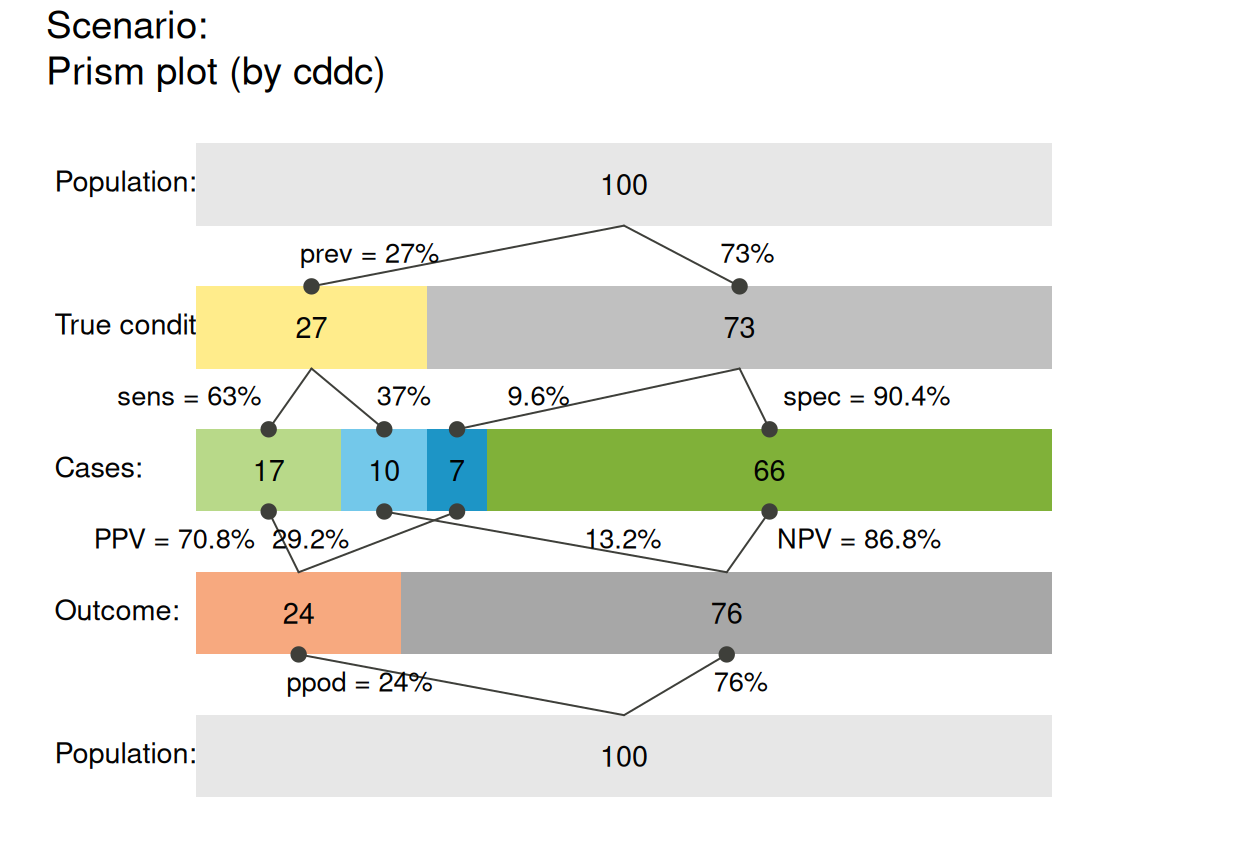 Scenario:
Prism plot (by cddc)
Population:
100
prev = 27%
73%
True condit
27
73
sens = 63%
37%
9.6%
spec = 90.4%
Cases:
17
10
7
66
PPV = 70.8%
29.2%
13.2%
NPV = 86.8%
Outcome:
24
76
ppod = 24%
76%
Population:
100